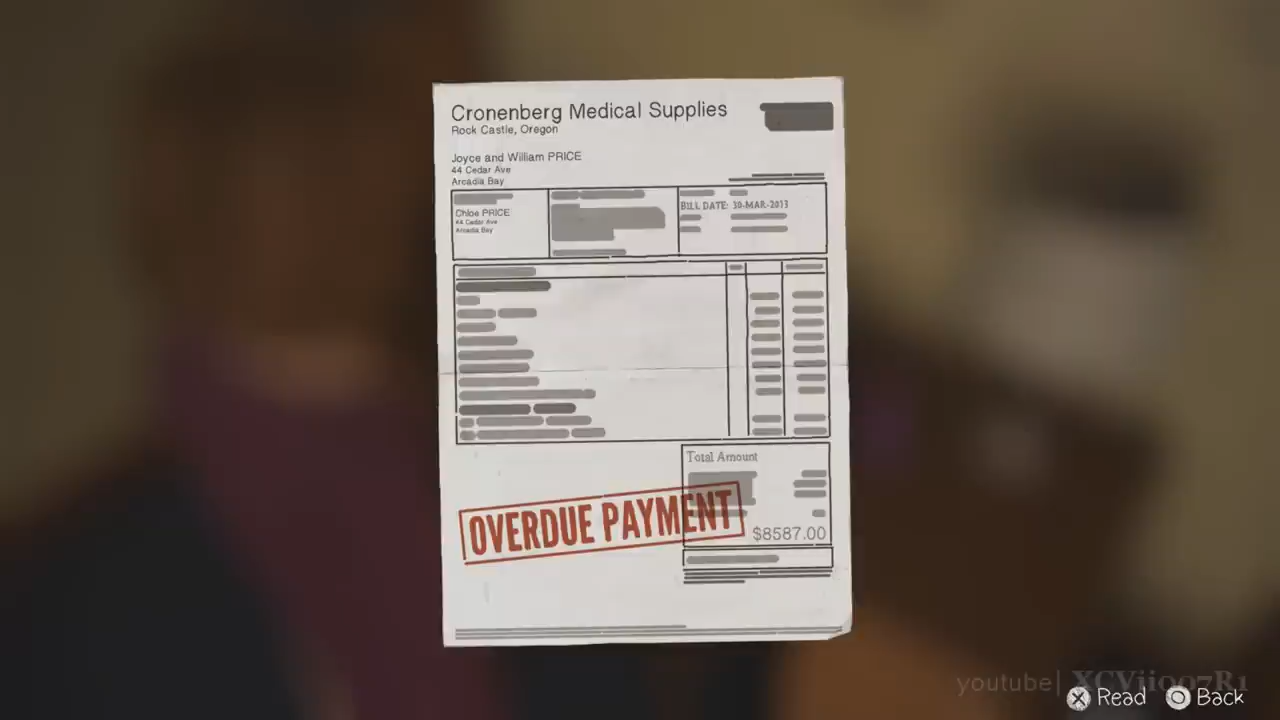 Cronenberg Medical Supplies
Rock Castle, Oregon
Joyce and William PRICE
44 Cedar Ave
Arcadia Bay
Chloe PRICE
44 Cedar Ave
Arcadia Bay
BILL DATE: 30-MAR-2013
Total Amount
OVERDUE PAYMENT
$8587.00
youtube| XCVii007R1
Read
Back